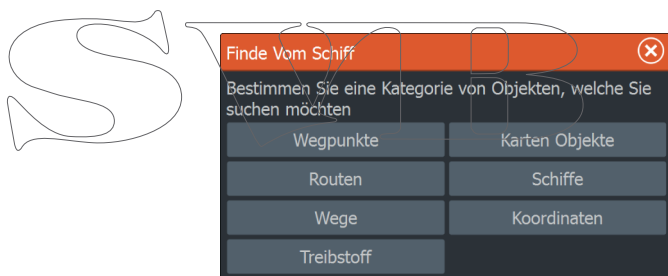 SVB
Finde Vom Schiff
Bestimmen Sie eine Kategorie von Objekten, welche Sie
suchen möchten
Wegpunkte Karten Objekte
Routen Schiffe
Wege Koordinaten
Treibstoff